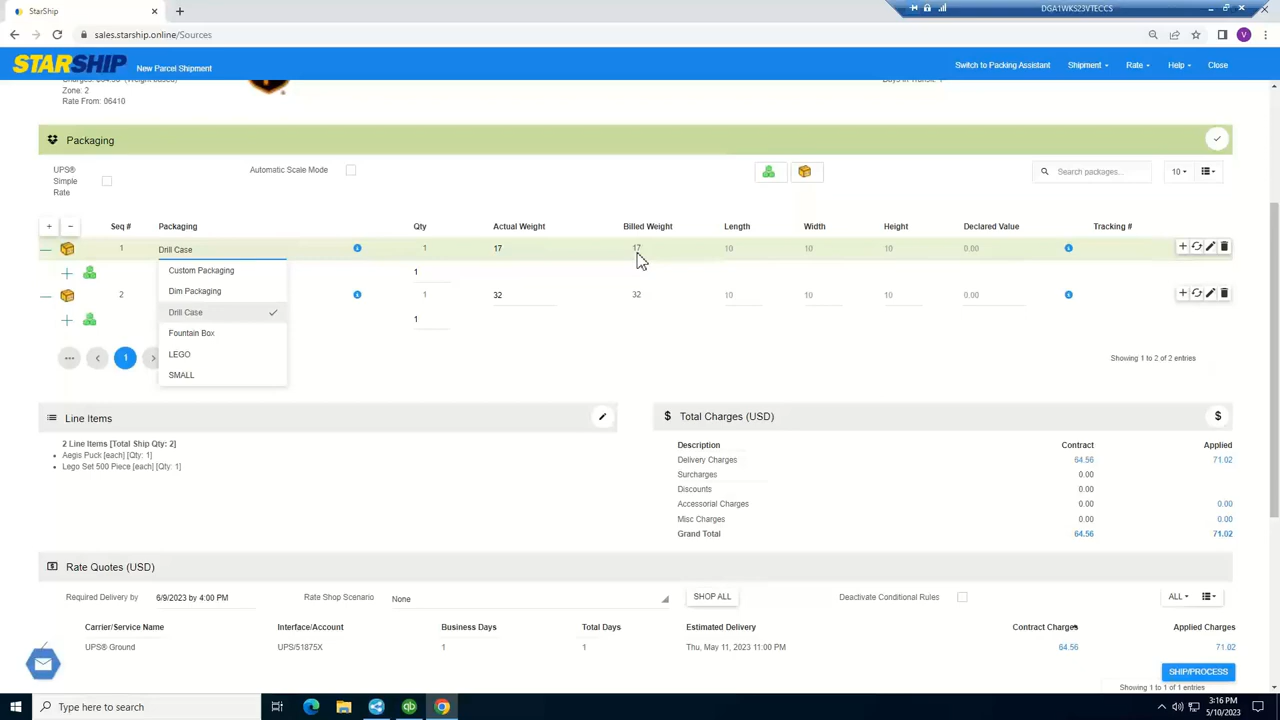 StarShip
DGA1WKS23VTECCS
sales.starship.online/Sources
V
STARSHIP New Parcel Shipment Switch to Packing Assistant Shipment Rate Help Close
Zone: 2
Rate From: 06410
Packaging
UPS® Simple Rate
Automatic Scale Mode
Search packages...
10
Seq # Packaging Qty Actual Weight Billed Weight Length Width Height Declared Value Tracking #
1 Drill Case 1 17 17 10 10 10 0.00
Custom Packaging 1
Dim Packaging
2 1 32 32 10 10 10 0.00
Drill Case
1
Fountain Box
LEGO
SMALL
1
Showing 1 to 2 of 2 entries
Line Items
2 Line Items [Total Ship Qty: 2]
Aegis Puck [each] [Qty: 1]
Lego Set 500 Piece [each] [Qty: 1]
$ Total Charges (USD) $
Description Contract Applied
Delivery Charges 64.56 71.02
Surcharges 0.00
Discounts 0.00
Accessorial Charges 0.00 0.00
Misc Charges 0.00 0.00
Grand Total 64.56 71.02
Rate Quotes (USD)
Required Delivery by 6/9/2023 by 4:00 PM Rate Shop Scenario None SHOP ALL Deactivate Conditional Rules ALL
Carrier/Service Name Interface/Account Business Days Total Days Estimated Delivery Contract Charges Applied Charges
UPS® Ground UPS/51875X 1 1 Thu, May 11, 2023 11:00 PM 64.56 71.02
SHIP/PROCESS
Showing 1 to 1 of 1 entries
Type here to search
3:16 PM
5/10/2023